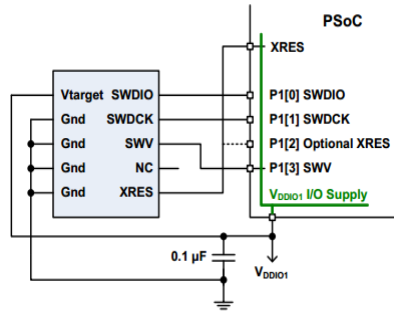 PSoC
XRES
Vtarget SWDIO
P1[0] SWDIO
Gnd SWDCK
P1[1] SWDCK
Gnd SWV
P1[2] Optional XRES
Gnd NC
P1[3] SWV
Gnd XRES
VDDIO1 I/O Supply
0.1 µF
VDDIO1